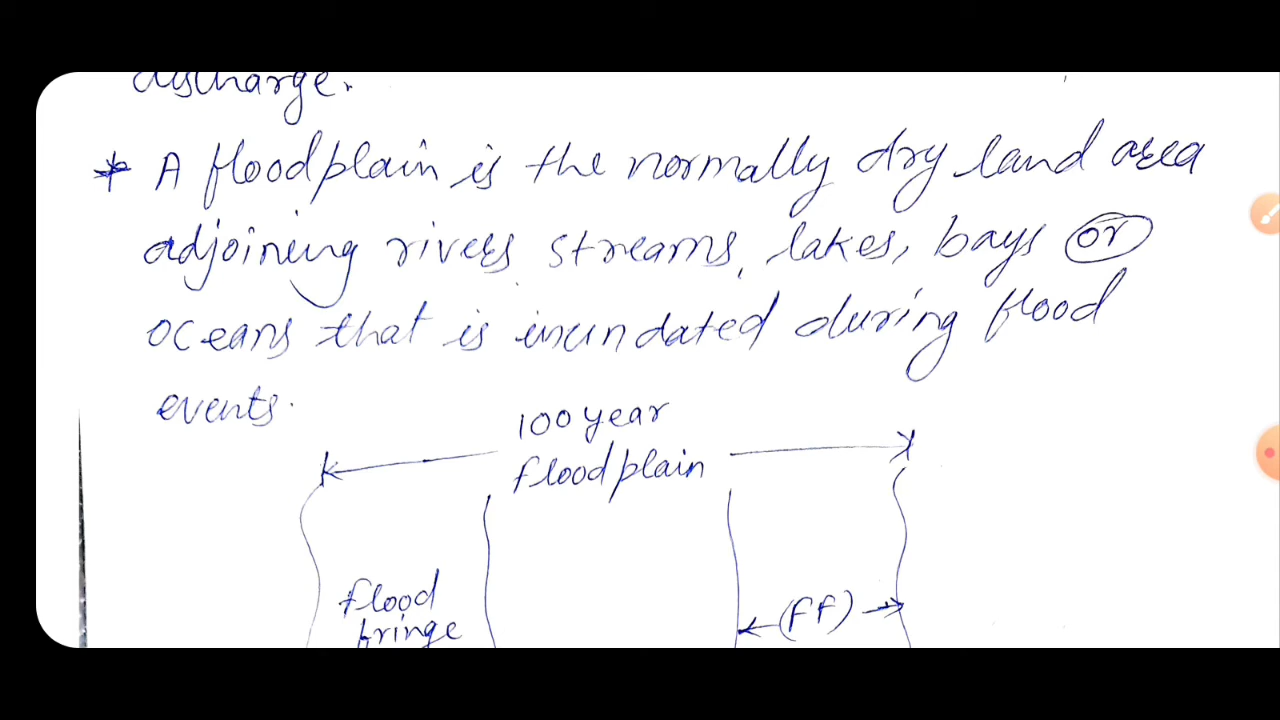 discharge.
* A floodplain is the normally dry land area
adjoining rivers streams, lakes, bays or
oceans that is inundated during flood
events.
100 year
floodplain
flood
fringe
(FF)